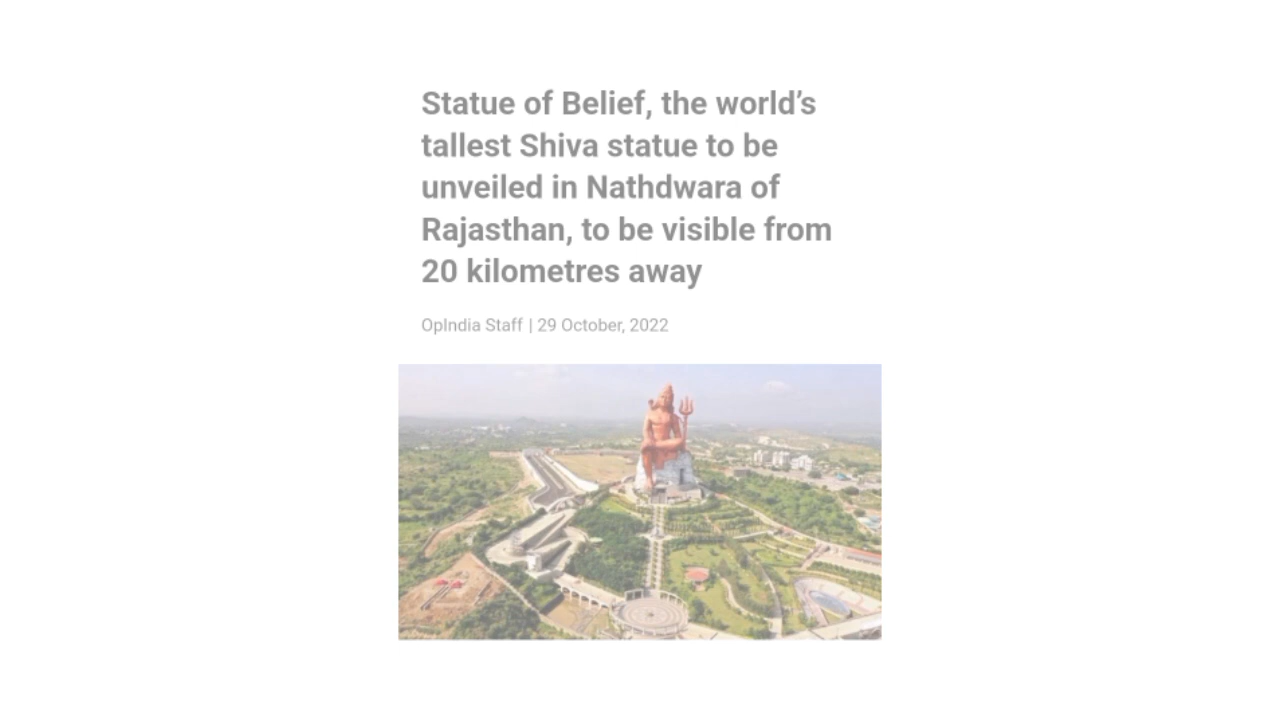 Statue of Belief, the world’s
tallest Shiva statue to be
unveiled in Nathdwara of
Rajasthan, to be visible from
20 kilometres away
OpIndia Staff | 29 October, 2022